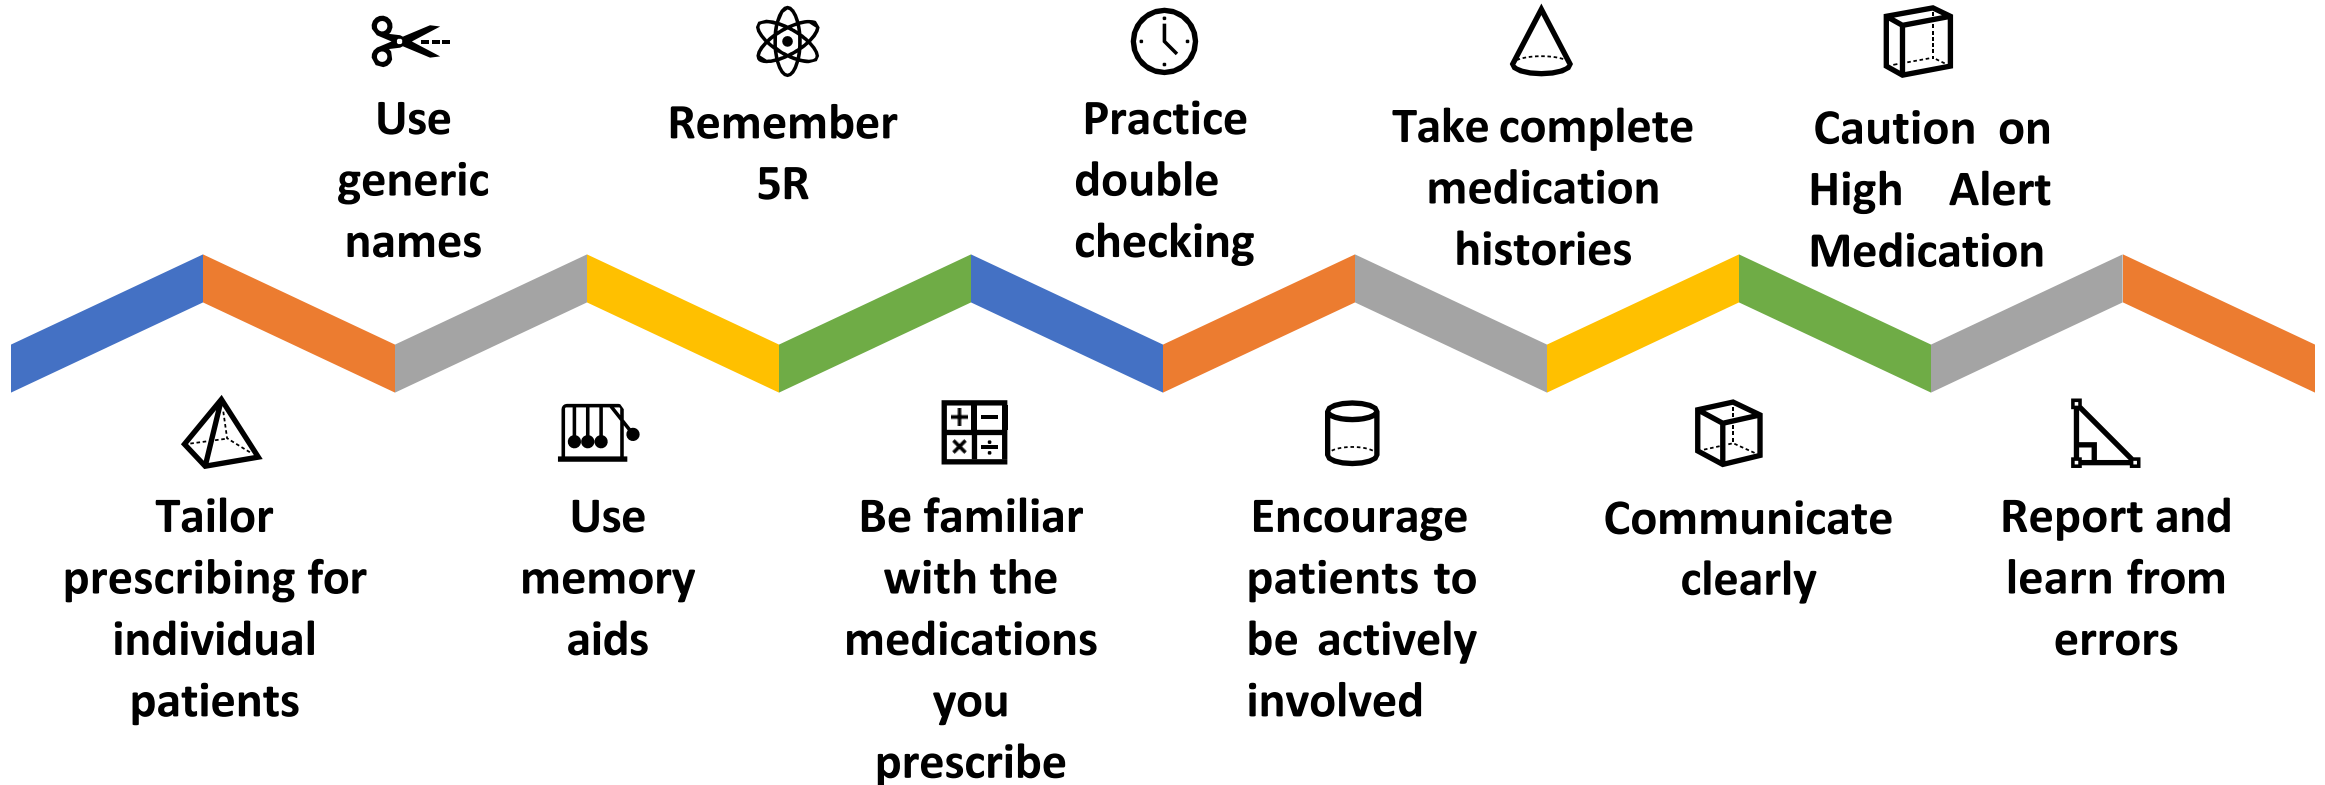 Use
generic
names
Remember
5R
Practice
double
checking
Take complete
medication
histories
Caution on
High Alert
Medication
Tailor
prescribing for
individual
patients
Use
memory
aids
Be familiar
with the
medications
you
prescribe
Encourage
patients to
be actively
involved
Communicate
clearly
Report and
learn from
errors